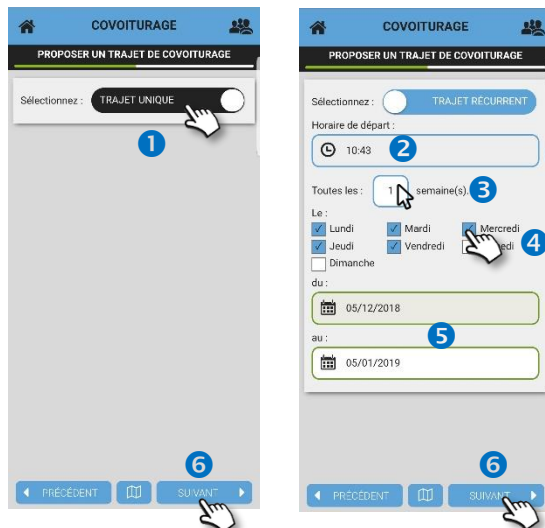 COVOITURAGE
PROPOSER UN TRAJET DE COVOITURAGE
Sélectionnez : TRAJET UNIQUE
1
6
PRÉCÉDENT SUIVANT
COVOITURAGE
PROPOSER UN TRAJET DE COVOITURAGE
Sélectionnez : TRAJET RÉCURRENT
Horaire de départ :
10:43 2
Toutes les : 1 semaine(s). 3
Le :
Lundi Mardi Mercredi
Jeudi Vendredi 4
Dimanche
du :
05/12/2018
au : 5
05/01/2019
6
PRÉCÉDENT SUIVANT